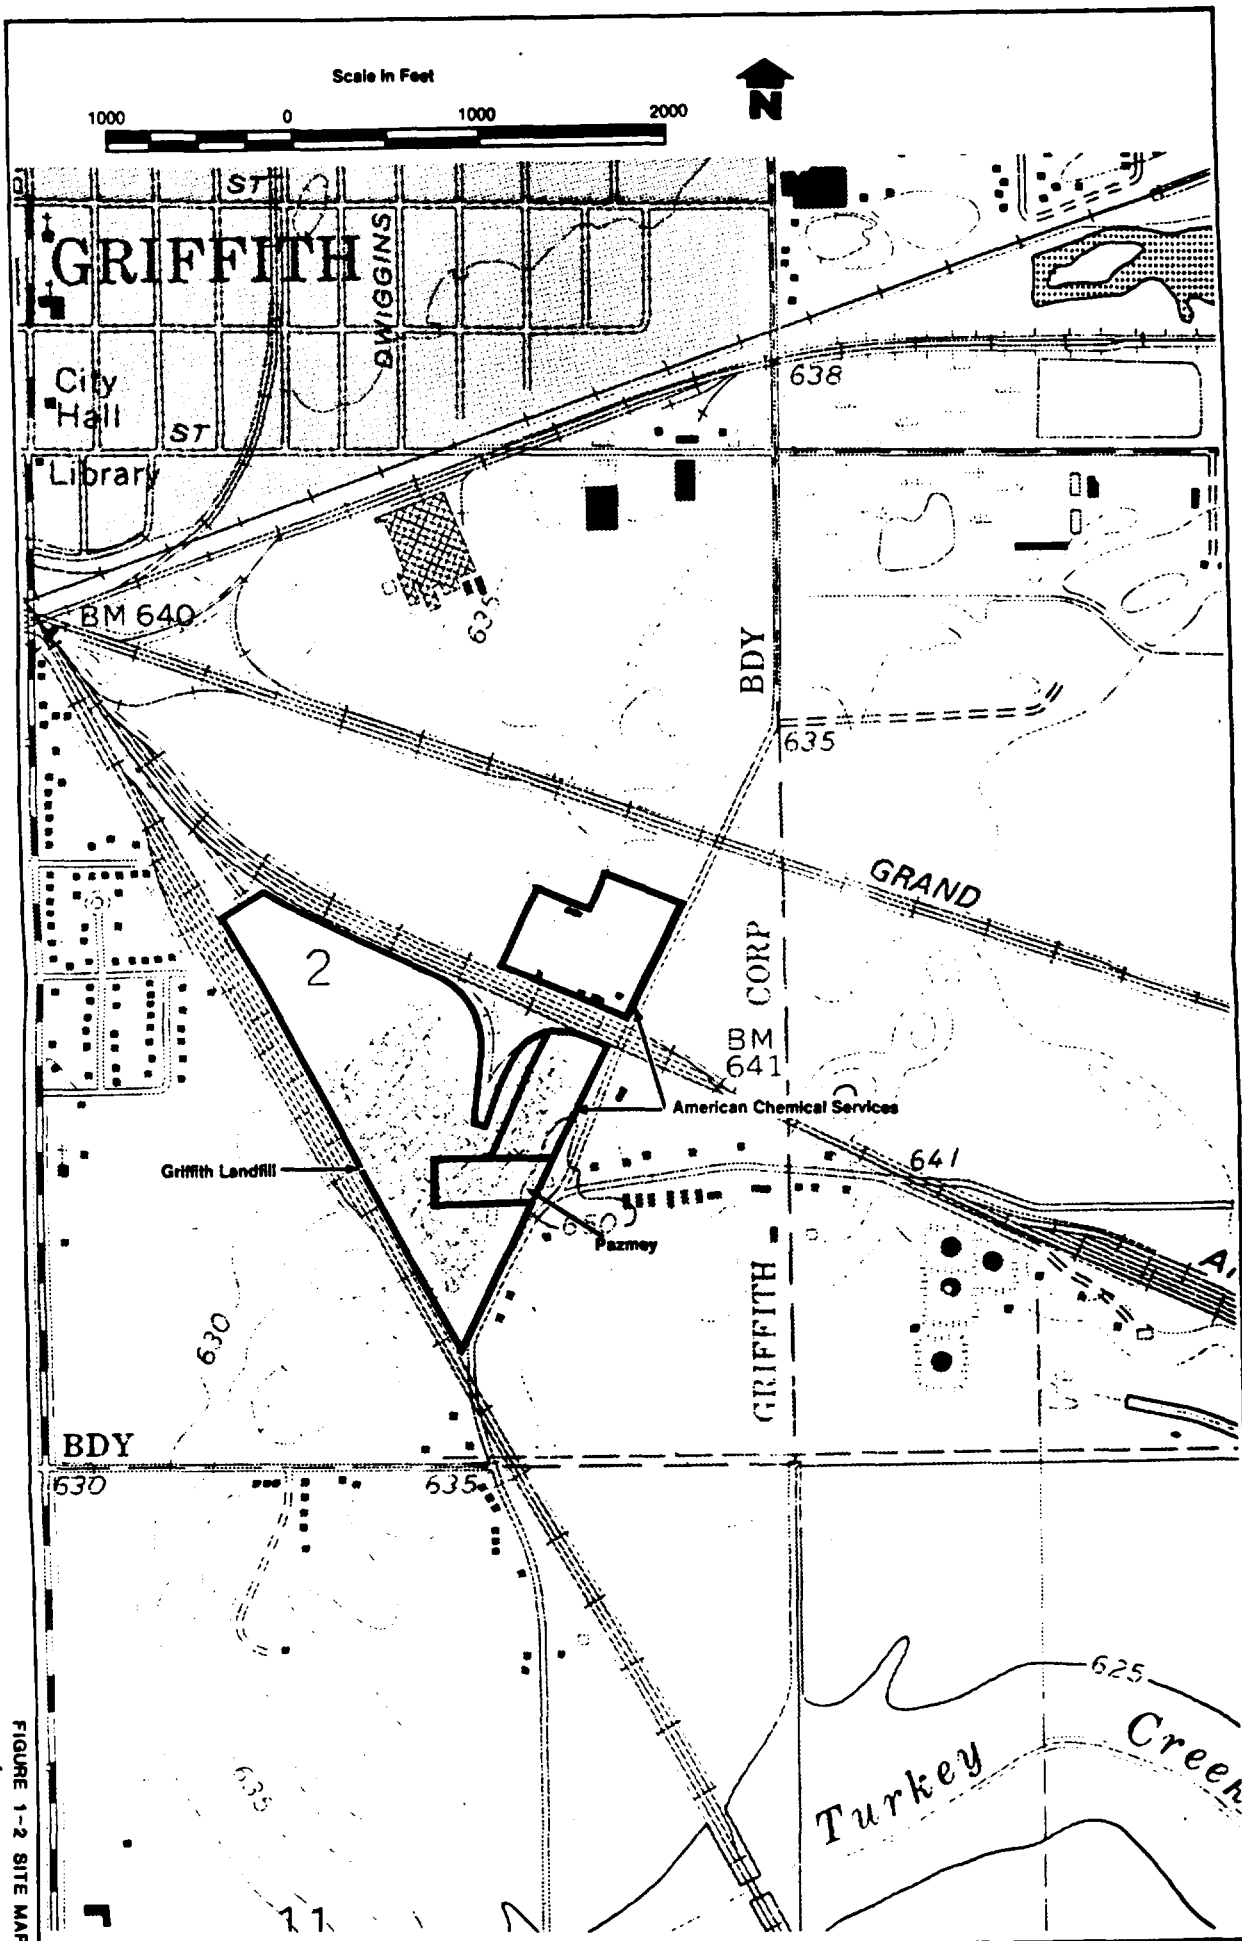 Scale in Feet
1000 0 1000 2000
N
ST
GRIFFITH
DWIGGINS
City
Hall
ST
Library
638
BM 640
635
BDY
635
GRAND
2
CORP
BM
641
American Chemical Services
641
Griffith Landfill
650
Pazmey
630
GRIFFITH
BDY
630
635
625
Turkey Creek
635
11
FIGURE 1-2 SITE MAP